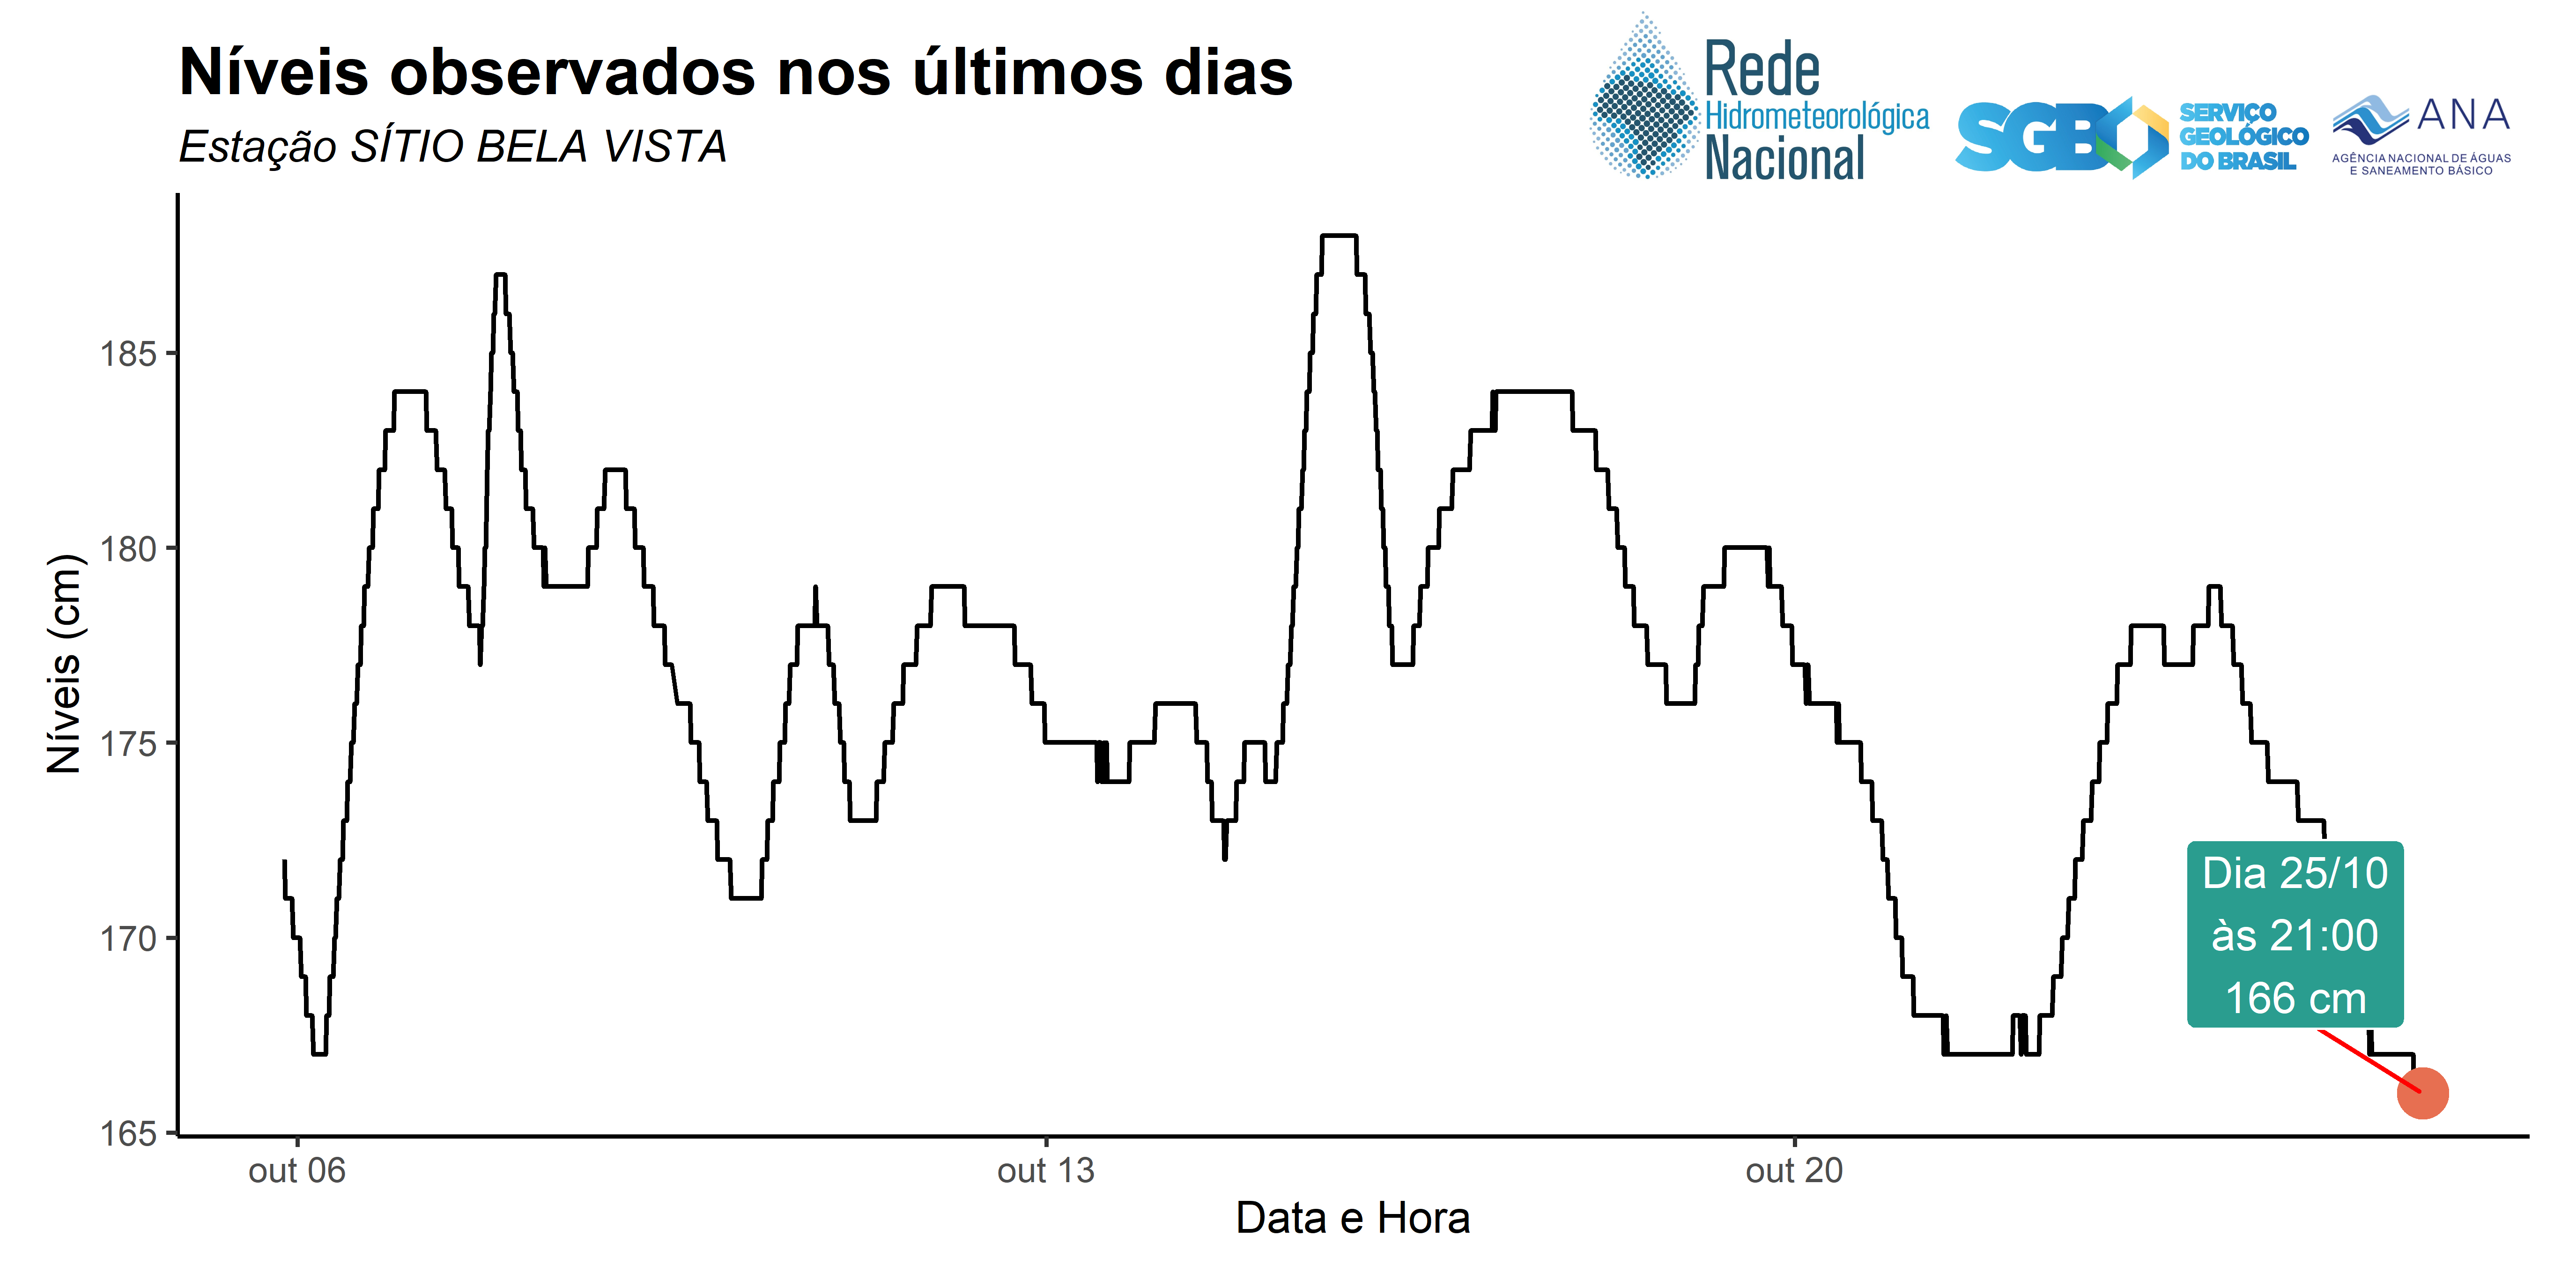 Níveis observados nos últimos dias
Estação SÍTIO BELA VISTA
Rede
Hidrometeorológica
Nacional
SGB
SERVIÇO
GEOLÓGICO
DO BRASIL
ANA
AGÊNCIA NACIONAL DE ÁGUAS
E SANEAMENTO BÁSICO
Níveis (cm)
185
180
175
170
165
Dia 25/10
às 21:00
166 cm
out 06
out 13
out 20
Data e Hora